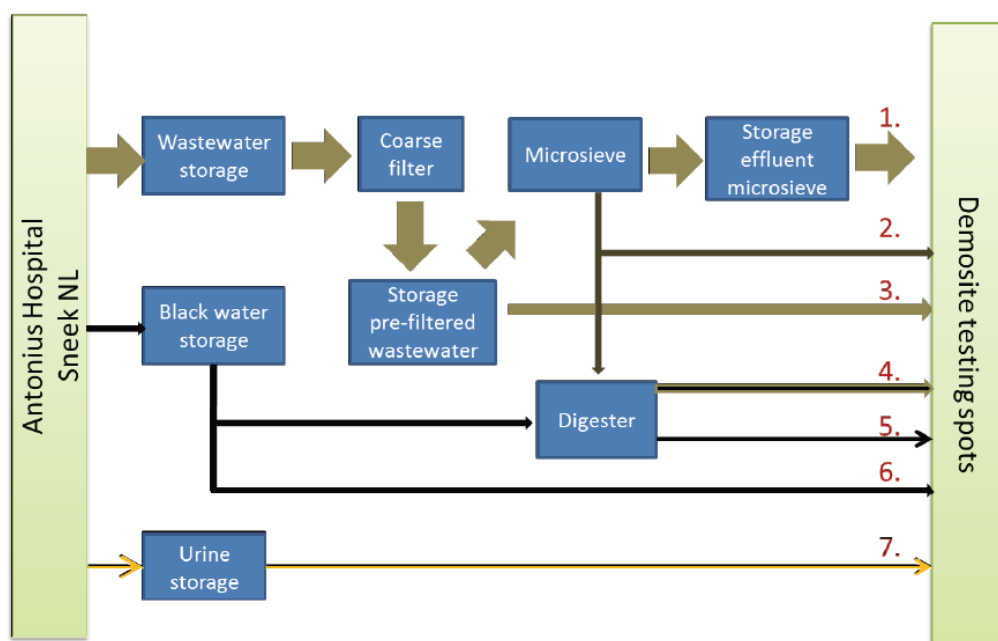 Antonius Hospital
Sneek NL
Wastewater
storage
Coarse
filter
Microsieve
Storage
effluent
microsieve
1.
2.
Storage
pre-filtered
wastewater
3.
Black water
storage
Digester
4.
5.
6.
Urine
storage
7.
Demosite testing spots